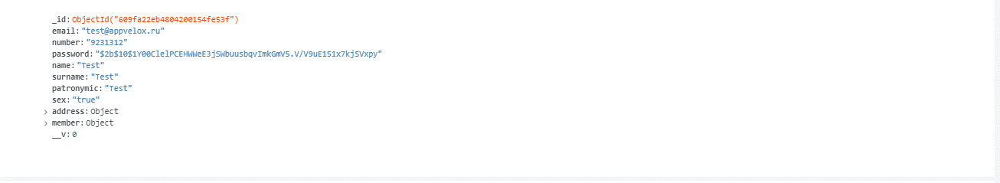 _id: ObjectId("609fa22eb4804200154fe53f")
email: "test@appvelox.ru"
number: "9231312"
password: "$2b$10$1Y00ClelPCEHWWeE3jSWbuusbqvImkGmV5.V/V9uE151x7kjSVxpy"
name: "Test"
surname: "Test"
patronymic: "Test"
sex: "true"
> address: Object
> member: Object
__v: 0